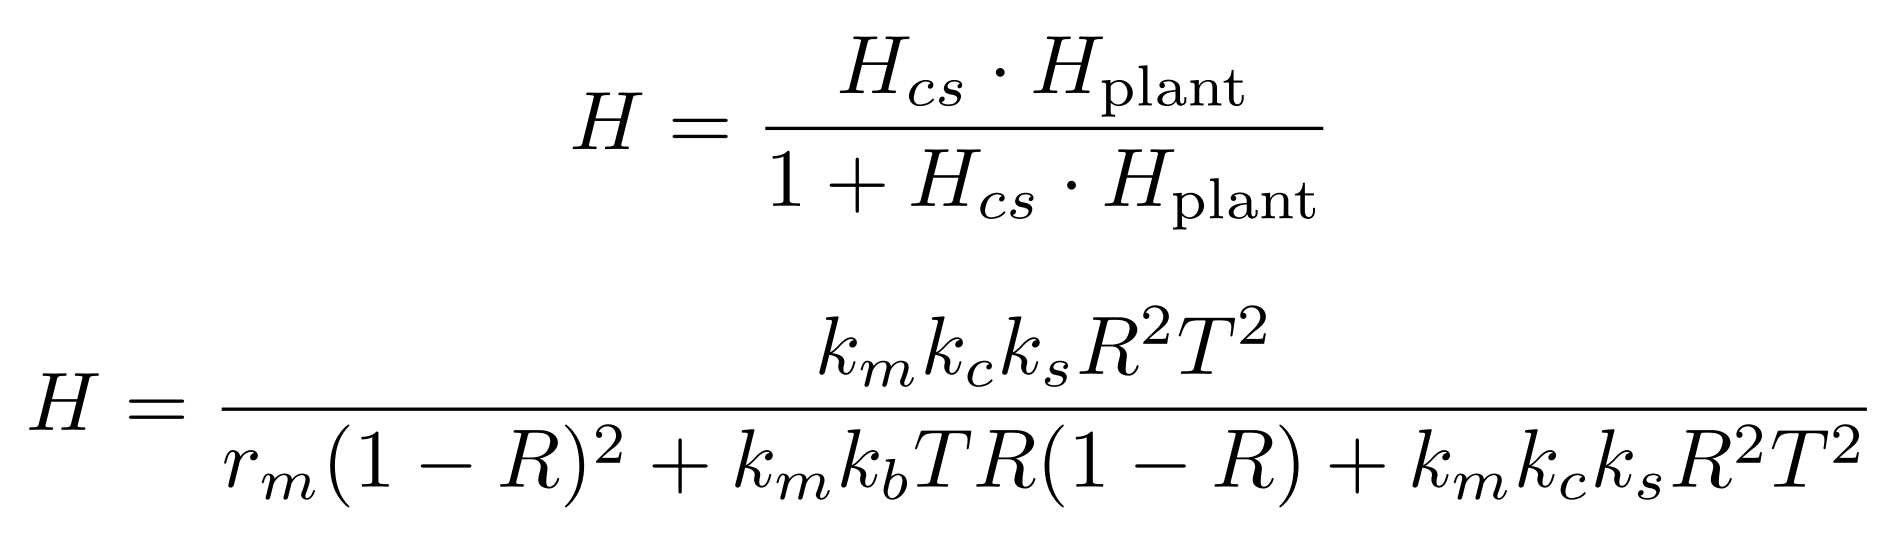 H = \frac{H_{cs} \cdot H_{\text{plant}}}{1 + H_{cs} \cdot H_{\text{plant}}}
H = \frac{k_m k_c k_s R^2 T^2}{r_m (1 - R)^2 + k_m k_b T R (1 - R) + k_m k_c k_s R^2 T^2}